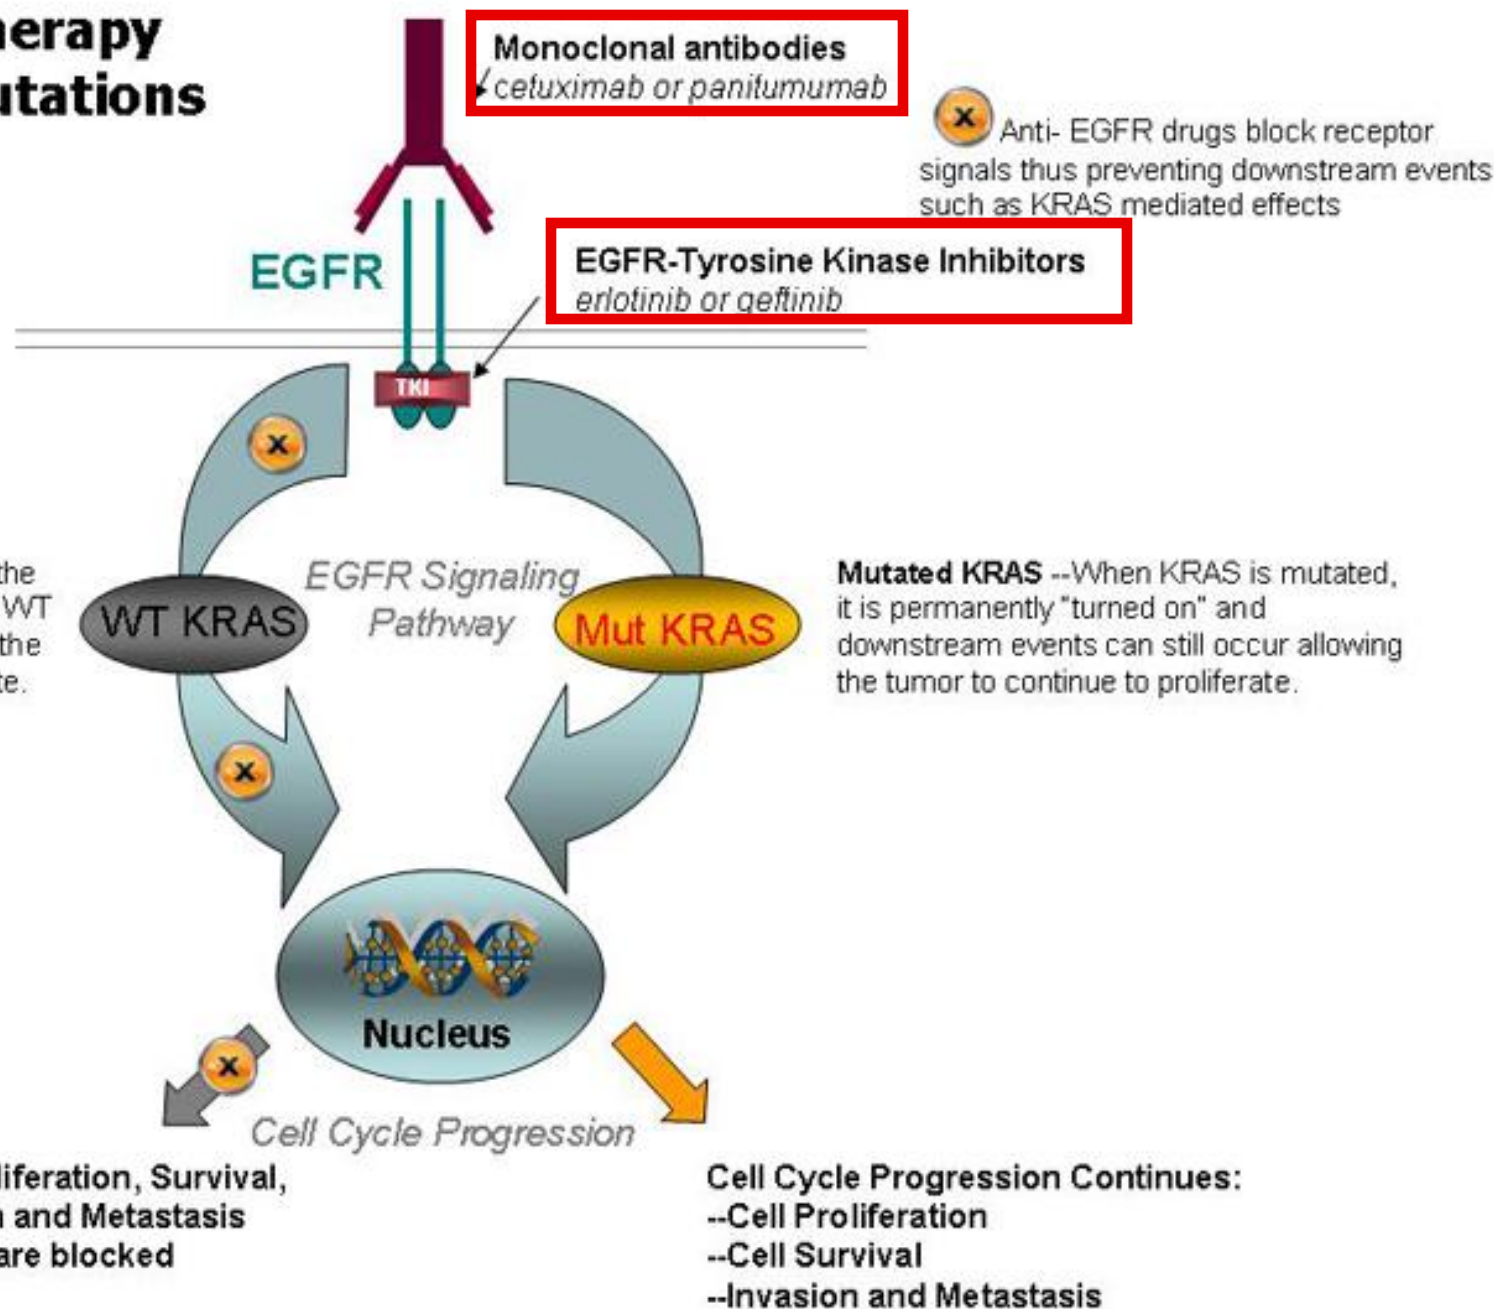 herapy
utations
Monoclonal antibodies
cetuximab or panitumumab
X Anti- EGFR drugs block receptor
signals thus preventing downstream events
such as KRAS mediated effects
EGFR
EGFR-Tyrosine Kinase Inhibitors
erlotinib or geftinib
TKI
X
the
WT
the
te.
WT KRAS
EGFR Signaling
Pathway
Mut KRAS
Mutated KRAS --When KRAS is mutated,
it is permanently "turned on" and
downstream events can still occur allowing
the tumor to continue to proliferate.
X
Nucleus
X
Cell Cycle Progression
liferation, Survival,
n and Metastasis
are blocked
Cell Cycle Progression Continues:
--Cell Proliferation
--Cell Survival
--Invasion and Metastasis